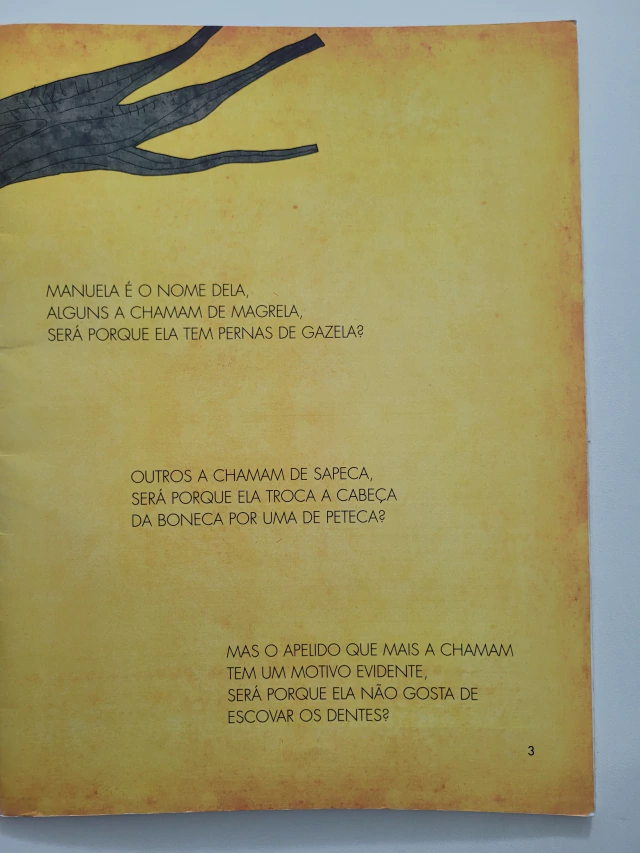 MANUELA É O NOME DELA,
ALGUNS A CHAMAM DE MAGRELA,
SERÁ PORQUE ELA TEM PERNAS DE GAZELA?
OUTROS A CHAMAM DE SAPECA,
SERÁ PORQUE ELA TROCA A CABEÇA
DA BONECA POR UMA DE PETECA?
MAS O APELIDO QUE MAIS A CHAMAM
TEM UM MOTIVO EVIDENTE,
SERÁ PORQUE ELA NÃO GOSTA DE
ESCOVAR OS DENTES?
3